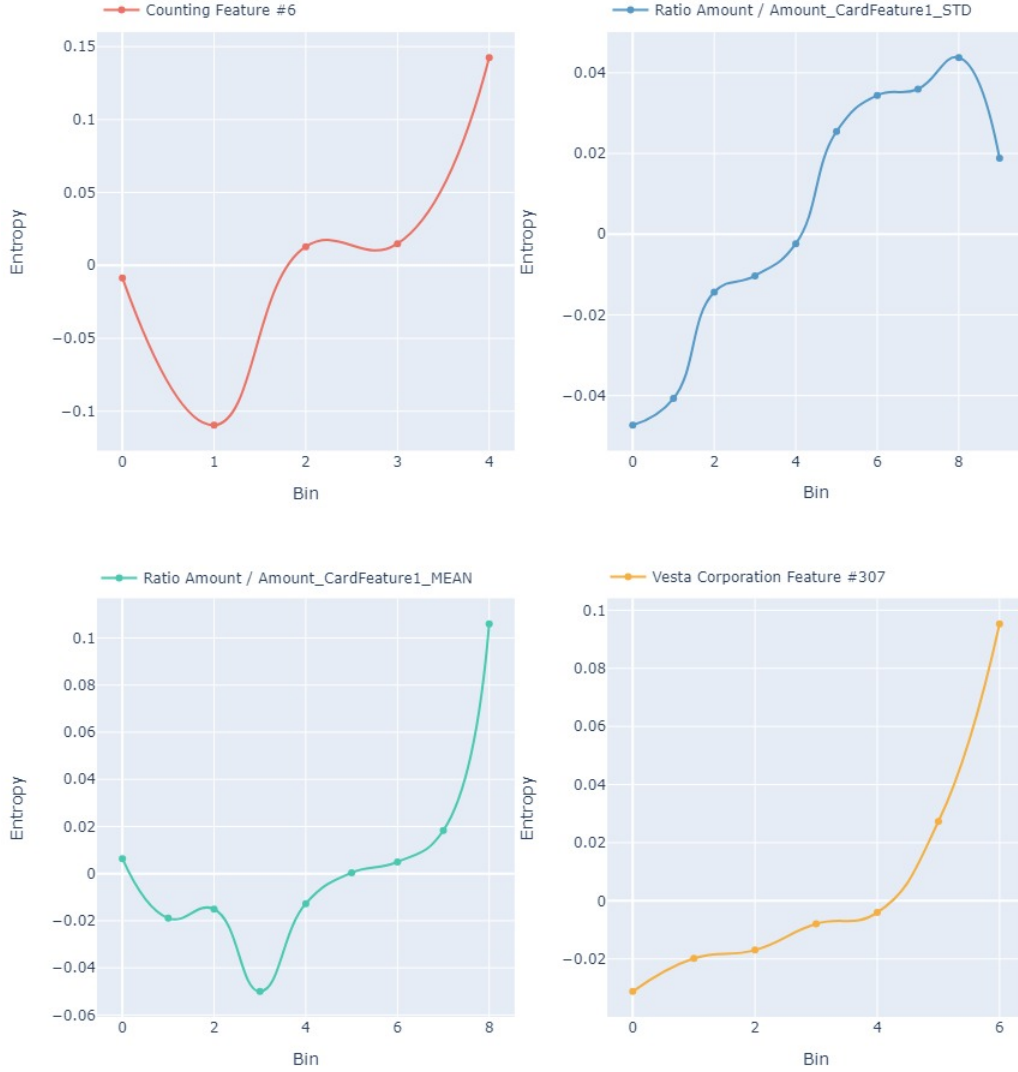 Counting Feature #6
0.15
0.1
0.05
0
−0.05
−0.1
Entropy
0 1 2 3 4
Bin
Ratio Amount / Amount_CardFeature1_STD
0.04
0.02
0
−0.02
−0.04
Entropy
0 2 4 6 8
Bin
Ratio Amount / Amount_CardFeature1_MEAN
0.1
0.08
0.06
0.04
0.02
0
−0.02
−0.04
−0.06
Entropy
0 2 4 6 8
Bin
Vesta Corporation Feature #307
0.1
0.08
0.06
0.04
0.02
0
−0.02
Entropy
0 2 4 6
Bin